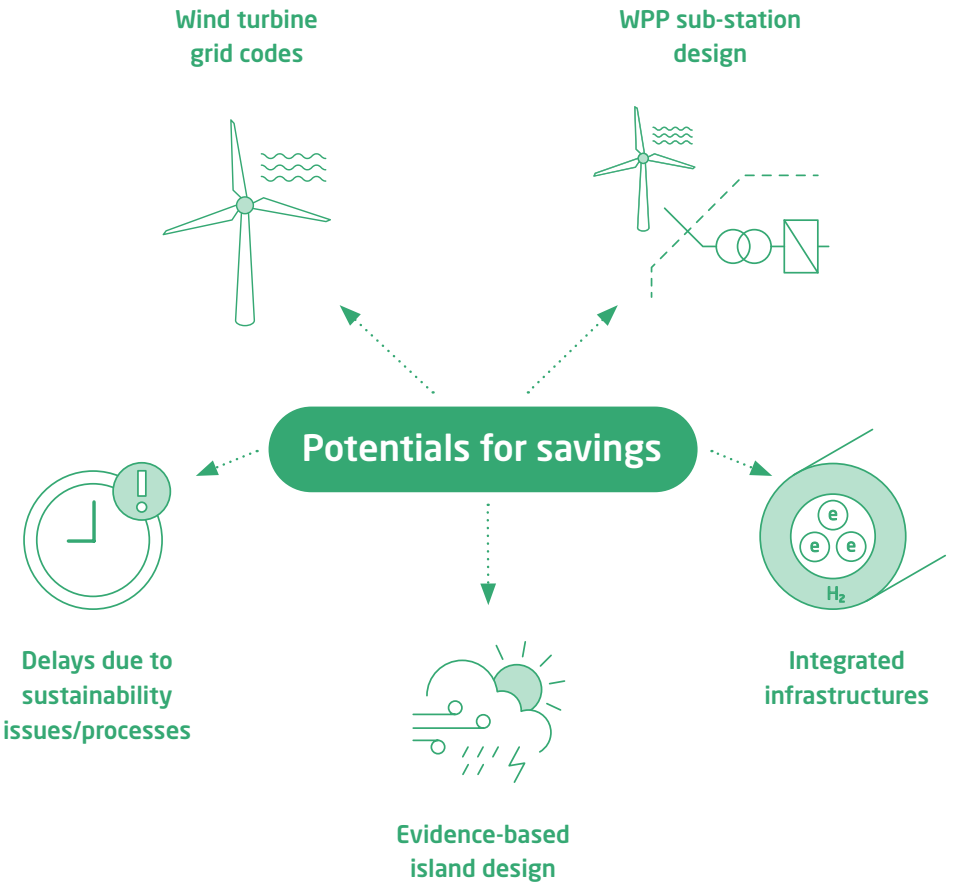 Wind turbine
grid codes
WPP sub-station
design
Potentials for savings
e
e
e
H₂
Delays due to
sustainability
issues/processes
Integrated
infrastructures
Evidence-based
island design